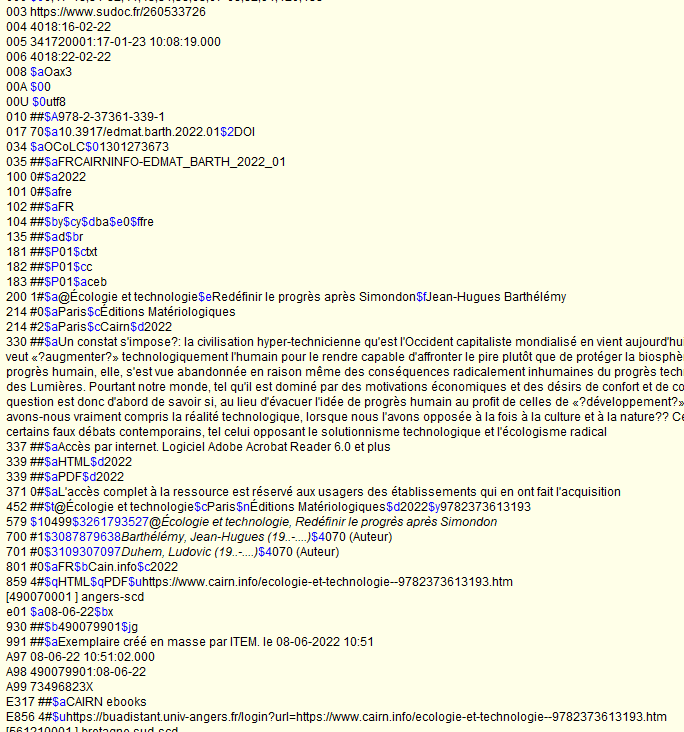 003 https://www.sudoc.fr/260533726
004 4018:16-02-22
005 341720001:17-01-23 10:08:19.000
006 4018:22-02-22
008 $aOax3
00A $00
00U $0utf8
010 ##$A978-2-37361-339-1
017 70$a10.3917/edmat.barth.2022.01$2DOI
034 $aOCoLC$01301273673
035 ##$aFRCAIRNINFO-EDMAT_BARTH_2022_01
100 0#$a2022
101 0#$afre
102 ##$aFR
104 ##$by$cy$dba$e0$ffre
135 ##$ad$br
181 ##$P01$ctxt
182 ##$P01$cc
183 ##$P01$aceb
200 1#$a@Écologie et technologie$eRedéfinir le progrès après Simondon$fJean-Hugues Barthélémy
214 #0$aParis$cÉditions Matériologiques
214 #2$aParis$cCairn$d2022
330 ##$aUn constat s'impose?: la civilisation hyper-technicienne qu'est l'Occident capitaliste mondialisé en vient aujourd'hu
veut «?augmenter?» technologiquement l'humain pour le rendre capable d'affronter le pire plutôt que de protéger la biosphè
progrès humain, elle, s'est vue abandonnée en raison même des conséquences radicalement inhumaines du progrès tech
des Lumières. Pourtant notre monde, tel qu'il est dominé par des motivations économiques et des désirs de confort et de co
question est donc d'abord de savoir si, au lieu d'évacuer l'idée de progrès humain au profit de celles de «?développement?»
avons-nous vraiment compris la réalité technologique, lorsque nous l'avons opposée à la fois à la culture et à la nature?? Ce
certains faux débats contemporains, tel celui opposant le solutionnisme technologique et l'écologisme radical
337 ##$aAccès par internet. Logiciel Adobe Acrobat Reader 6.0 et plus
339 ##$aHTML$d2022
339 ##$aPDF$d2022
371 0#$aL'accès complet à la ressource est réservé aux usagers des établissements qui en ont fait l'acquisition
452 ##$t@Écologie et technologie$cParis$nÉditions Matériologiques$d2022$y9782373613193
579 $10499$3261793527@Écologie et technologie, Redéfinir le progrès après Simondon
700 #1$3087879638Barthélémy, Jean-Hugues (19..-....)$4070 (Auteur)
701 #0$3109307097Duhem, Ludovic (19..-....)$4070 (Auteur)
801 #0$aFR$bCain.info$c2022
859 4#$qHTML$qPDF$uhttps://www.cairn.info/ecologie-et-technologie--9782373613193.htm
[490070001 ] angers-scd
e01 $a08-06-22$bx
930 ##$b490079901$jg
991 ##$aExemplaire créé en masse par ITEM. le 08-06-2022 10:51
A97 08-06-22 10:51:02.000
A98 490079901:08-06-22
A99 73496823X
E317 ##$aCAIRN ebooks
E856 4#$uhttps://buadistant.univ-angers.fr/login?url=https://www.cairn.info/ecologie-et-technologie--9782373613193.htm
[561210001 ] bretagne sud-scd